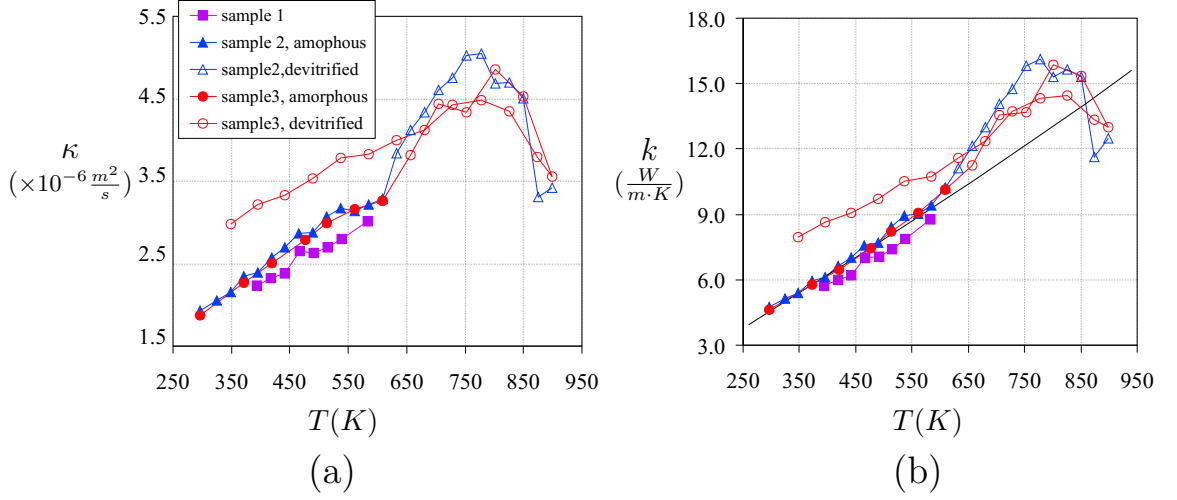 5.5
4.5
3.5
2.5
1.5
κ
(×10⁻⁶ m²/s)
sample 1
sample 2, amophous
sample2,devitrified
sample3, amorphous
sample3, devitrified
250 350 450 550 650 750 850 950
T(K)
(a)
18.0
15.0
12.0
9.0
6.0
3.0
k
(W/m·K)
250 350 450 550 650 750 850 950
T(K)
(b)